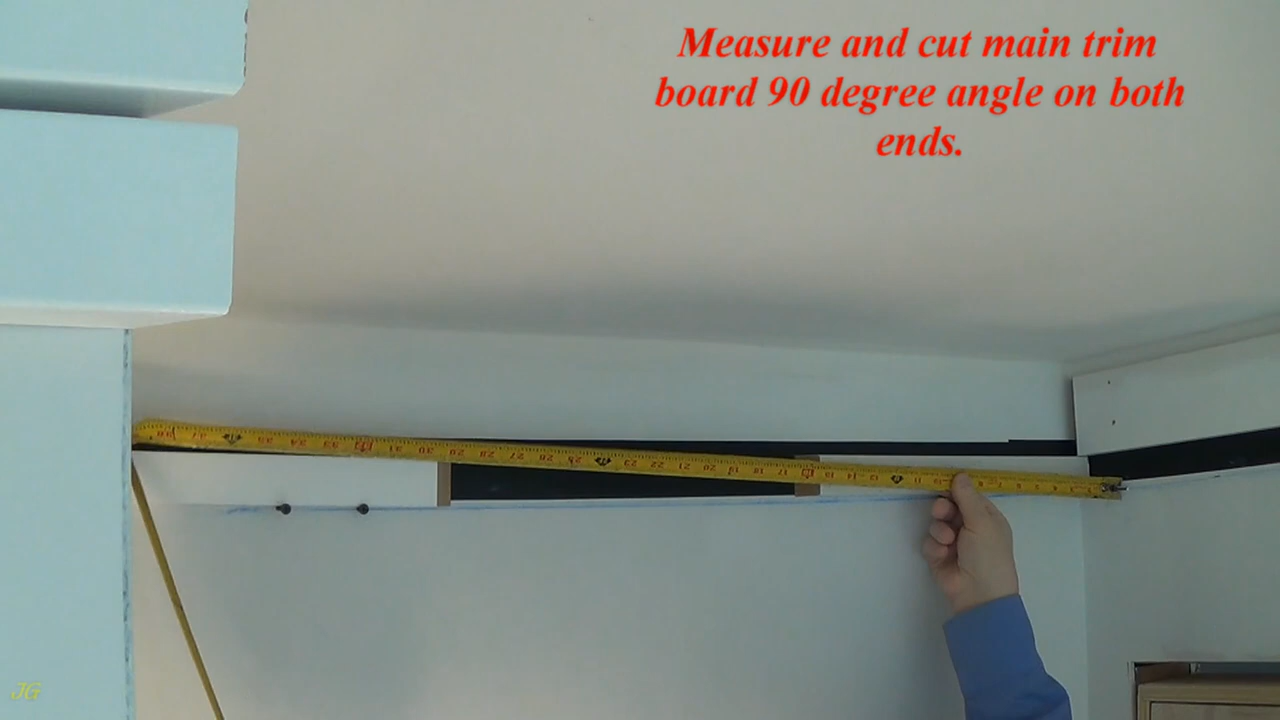 Measure and cut main trim
board 90 degree angle on both
ends.
JG